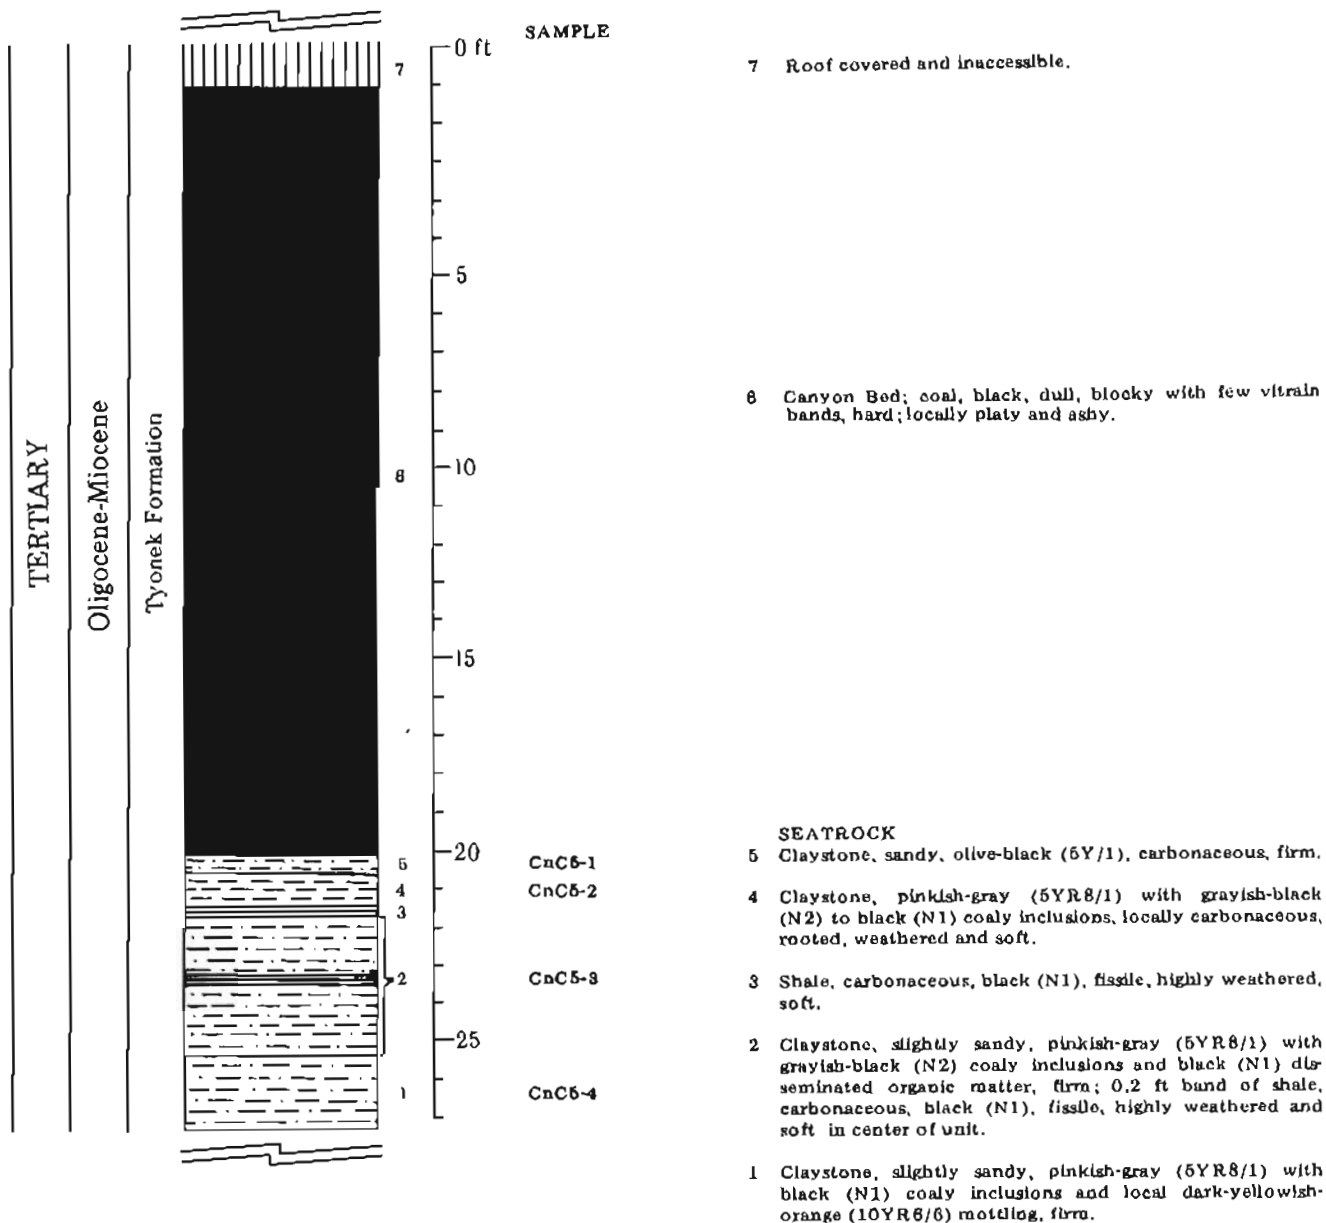 SAMPLE
0 ft
5
10
15
20
25
TERTIARY
Oligocene-Miocene
Tyonek Formation
7
6
5
4
3
2
1
CnC5-1
CnC5-2
CnC5-3
CnC5-4
7 Roof covered and inaccessible.
6 Canyon Bed; coal, black, dull, blocky with few vitrain
bands, hard; locally platy and ashy.
SEATROCK
5 Claystone, sandy, olive-black (5Y/1), carbonaceous, firm.
4 Claystone, pinkish-gray (5YR8/1) with grayish-black
(N2) to black (N1) coaly inclusions, locally carbonaceous,
rooted, weathered and soft.
3 Shale, carbonaceous, black (N1), fissile, highly weathered,
soft.
2 Claystone, slightly sandy, pinkish-gray (5YR8/1) with
grayish-black (N2) coaly inclusions and black (N1) dis-
seminated organic matter, firm; 0.2 ft band of shale,
carbonaceous, black (N1), fissile, highly weathered and
soft in center of unit.
1 Claystone, slightly sandy, pinkish-gray (5YR8/1) with
black (N1) coaly inclusions and local dark-yellowish-
orange (10YR6/6) mottling, firm.